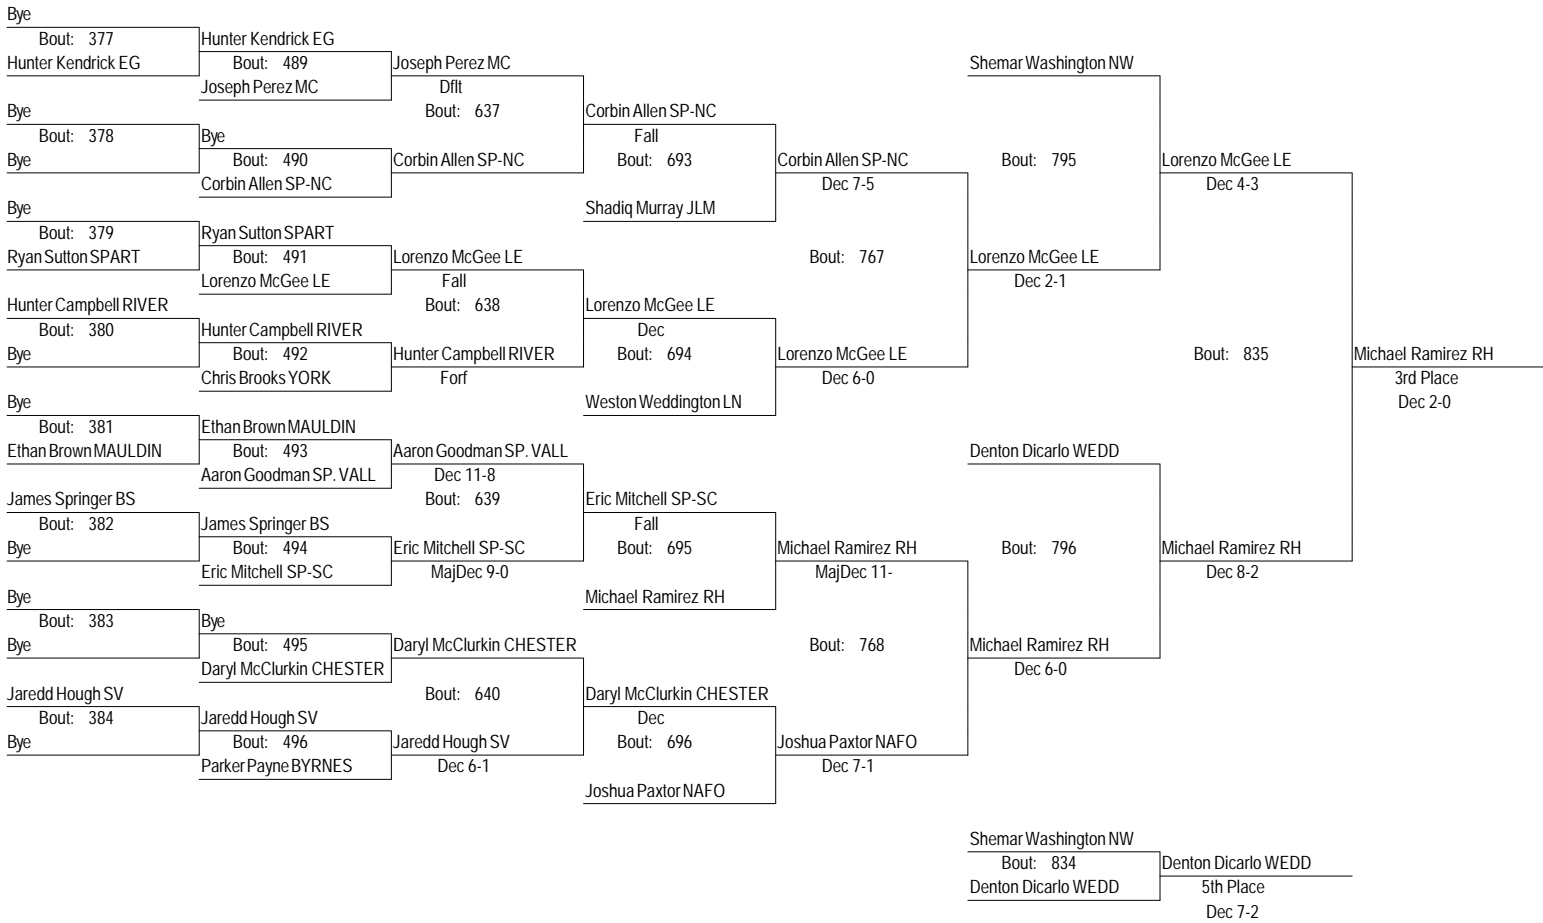 Bye
Bout: 377
Hunter Kendrick EG
Hunter Kendrick EG
Bout: 489
Joseph Perez MC
Joseph Perez MC
Dflt
Bout: 637
Shemar Washington NW
Bye
Bout: 378
Bye
Bye
Bout: 490
Corbin Allen SP-NC
Corbin Allen SP-NC
Corbin Allen SP-NC
Fall
Bout: 693
Shadiq Murray JLM
Corbin Allen SP-NC
Dec 7-5
Bout: 795
Lorenzo McGee LE
Dec 4-3
Bye
Bout: 379
Ryan Sutton SPART
Ryan Sutton SPART
Bout: 491
Lorenzo McGee LE
Lorenzo McGee LE
Fall
Bout: 638
Bout: 767
Lorenzo McGee LE
Dec 2-1
Hunter Campbell RIVER
Bout: 380
Bye
Hunter Campbell RIVER
Bout: 492
Chris Brooks YORK
Hunter Campbell RIVER
Forf
Lorenzo McGee LE
Dec
Bout: 694
Weston Weddington LN
Lorenzo McGee LE
Dec 6-0
Bout: 835
Michael Ramirez RH
3rd Place
Dec 2-0
Bye
Bout: 381
Ethan Brown MAULDIN
Ethan Brown MAULDIN
Bout: 493
Aaron Goodman SP. VALL
Aaron Goodman SP. VALL
Dec 11-8
Bout: 639
Denton Dicarlo WEDD
James Springer BS
Bout: 382
Bye
James Springer BS
Bout: 494
Eric Mitchell SP-SC
Eric Mitchell SP-SC
MajDec 9-0
Eric Mitchell SP-SC
Fall
Bout: 695
Michael Ramirez RH
Michael Ramirez RH
MajDec 11-
Bout: 796
Michael Ramirez RH
Dec 8-2
Bye
Bout: 383
Bye
Bye
Bout: 495
Daryl McClurkin CHESTER
Daryl McClurkin CHESTER
Bout: 640
Bout: 768
Michael Ramirez RH
Dec 6-0
Jaredd Hough SV
Bout: 384
Bye
Jaredd Hough SV
Bout: 496
Parker Payne BYRNES
Jaredd Hough SV
Dec 6-1
Daryl McClurkin CHESTER
Dec
Bout: 696
Joshua Paxtor NAFO
Joshua Paxtor NAFO
Dec 7-1
Shemar Washington NW
Bout: 834
Denton Dicarlo WEDD
Denton Dicarlo WEDD
5th Place
Dec 7-2